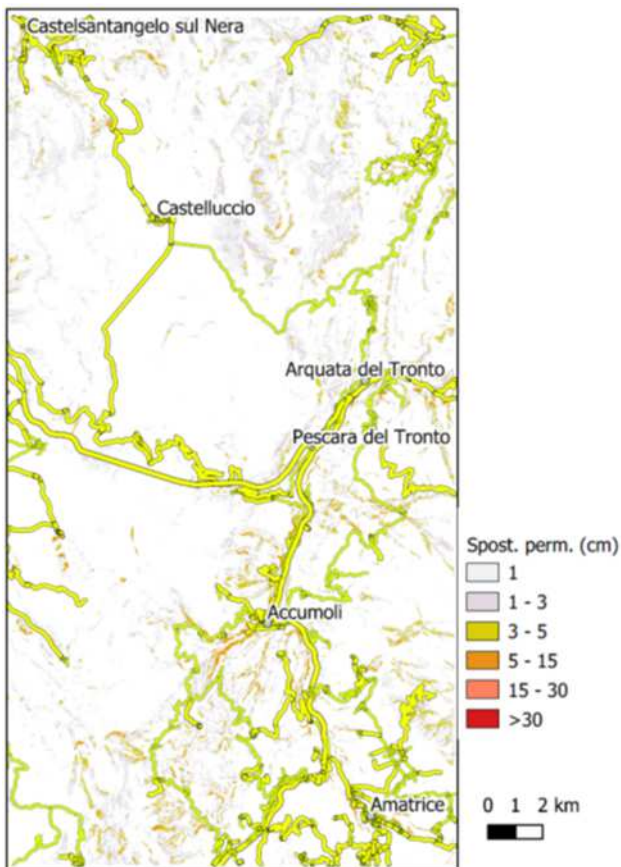 Castelsantangelo sul Nera
Castelluccio
Arquata del Tronto
Pescara del Tronto
Accumoli
Amatrice
Spost. perm. (cm)
1
1 - 3
3 - 5
5 - 15
15 - 30
>30
0 1 2 km